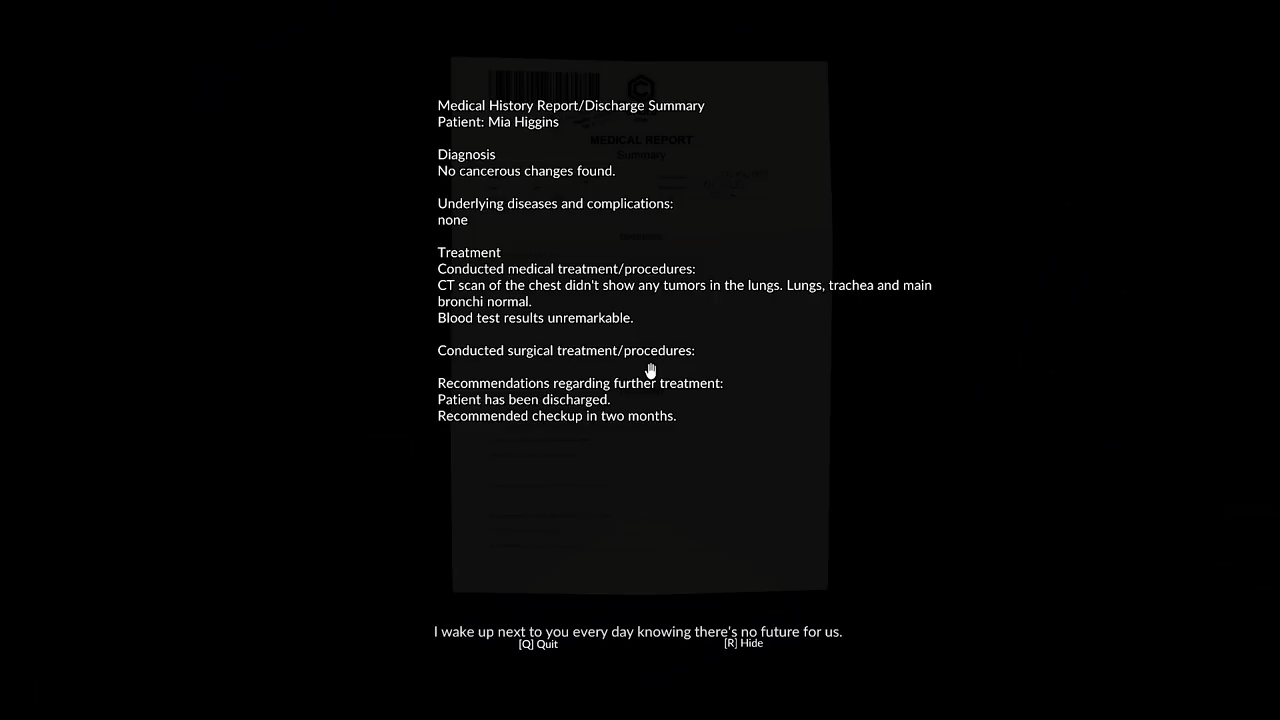 Medical History Report/Discharge Summary
Patient: Mia Higgins
MEDICAL REPORT
Summary
Diagnosis
No cancerous changes found.
Underlying diseases and complications:
none
Treatment
Conducted medical treatment/procedures:
CT scan of the chest didn't show any tumors in the lungs. Lungs, trachea and main
bronchi normal.
Blood test results unremarkable.
Conducted surgical treatment/procedures:
Recommendations regarding further treatment:
Patient has been discharged.
Recommended checkup in two months.
I wake up next to you every day knowing there's no future for us.
[Q] Quit [R] Hide